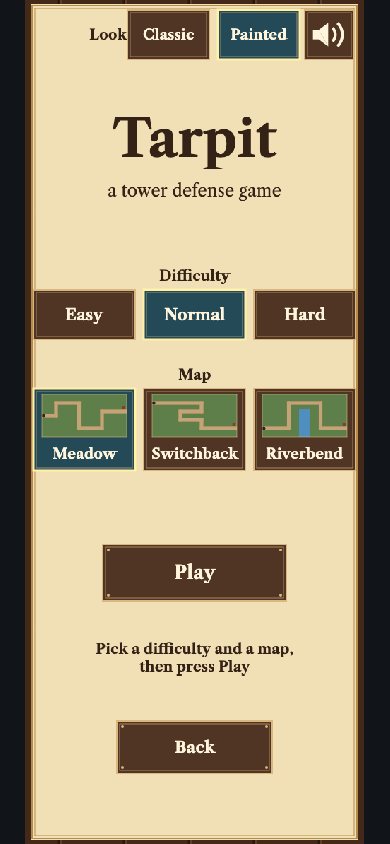 Look Classic Painted
Tarpit
a tower defense game
Difficulty
Easy Normal Hard
Map
Meadow Switchback Riverbend
Play
Pick a difficulty and a map,
then press Play
Back